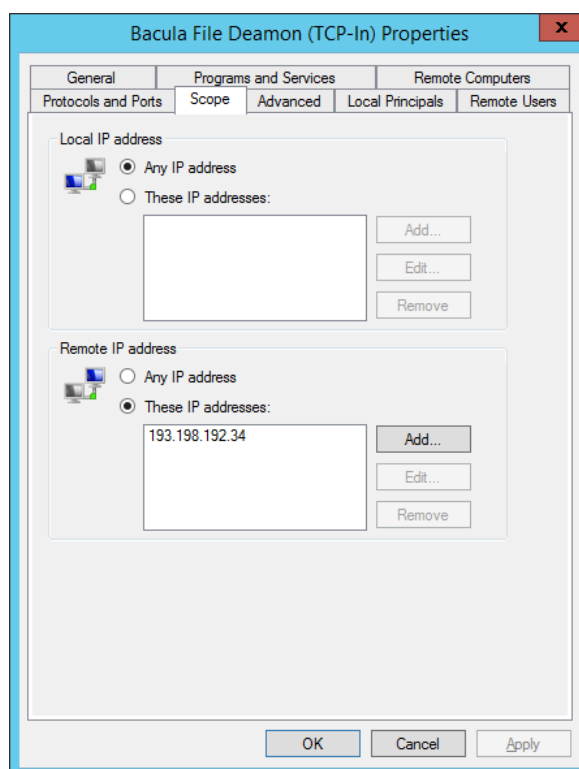 Bacula File Deamon (TCP-In) Properties
x
General Programs and Services Remote Computers
Protocols and Ports Scope Advanced Local Principals Remote Users
Local IP address
Any IP address
These IP addresses:
Add...
Edit...
Remove
Remote IP address
Any IP address
These IP addresses:
193.198.192.34
Add...
Edit...
Remove
OK Cancel Apply